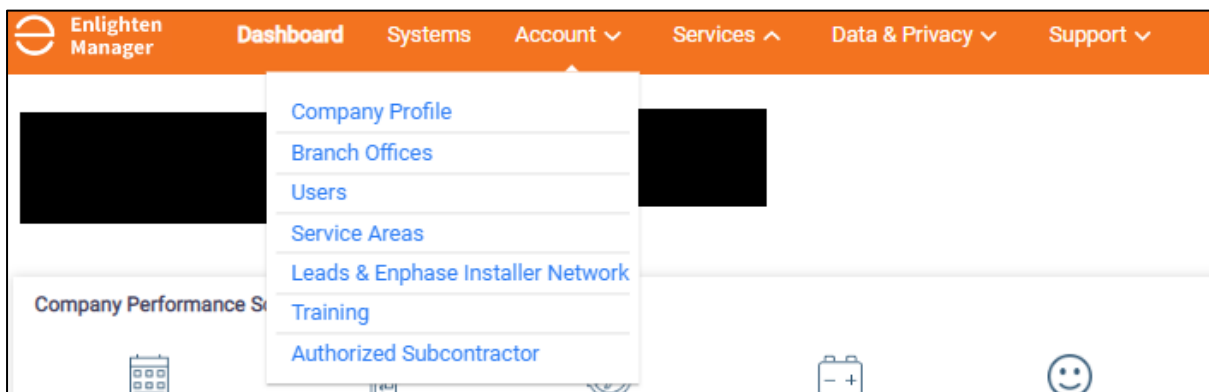 Enlighten
Manager
Dashboard Systems Account Services Data & Privacy Support
Company Profile
Branch Offices
Users
Service Areas
Leads & Enphase Installer Network
Company Performance
Training
Authorized Subcontractor